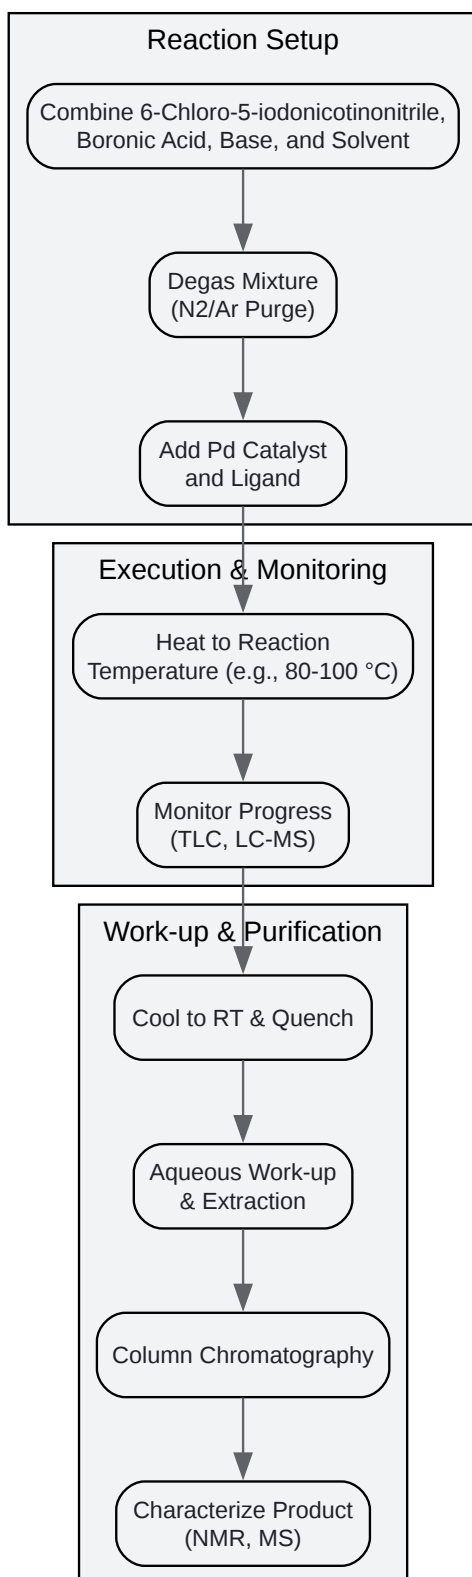 Reaction Setup
Combine 6-Chloro-5-iodonicotinonitrile,
Boronic Acid, Base, and Solvent
Degas Mixture
(N2/Ar Purge)
Add Pd Catalyst
and Ligand
Execution & Monitoring
Heat to Reaction
Temperature (e.g., 80-100 °C)
Monitor Progress
(TLC, LC-MS)
Work-up & Purification
Cool to RT & Quench
Aqueous Work-up
& Extraction
Column Chromatography
Characterize Product
(NMR, MS)